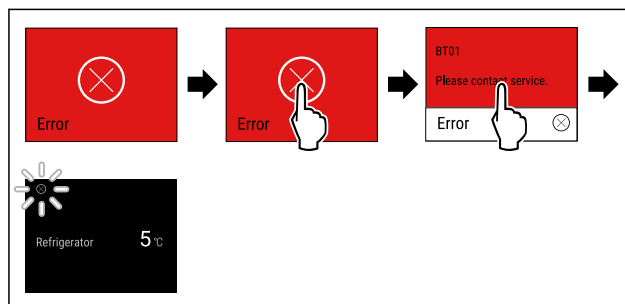 Error
Error
BT01
Please contact service.
Error
Refrigerator 5 °C